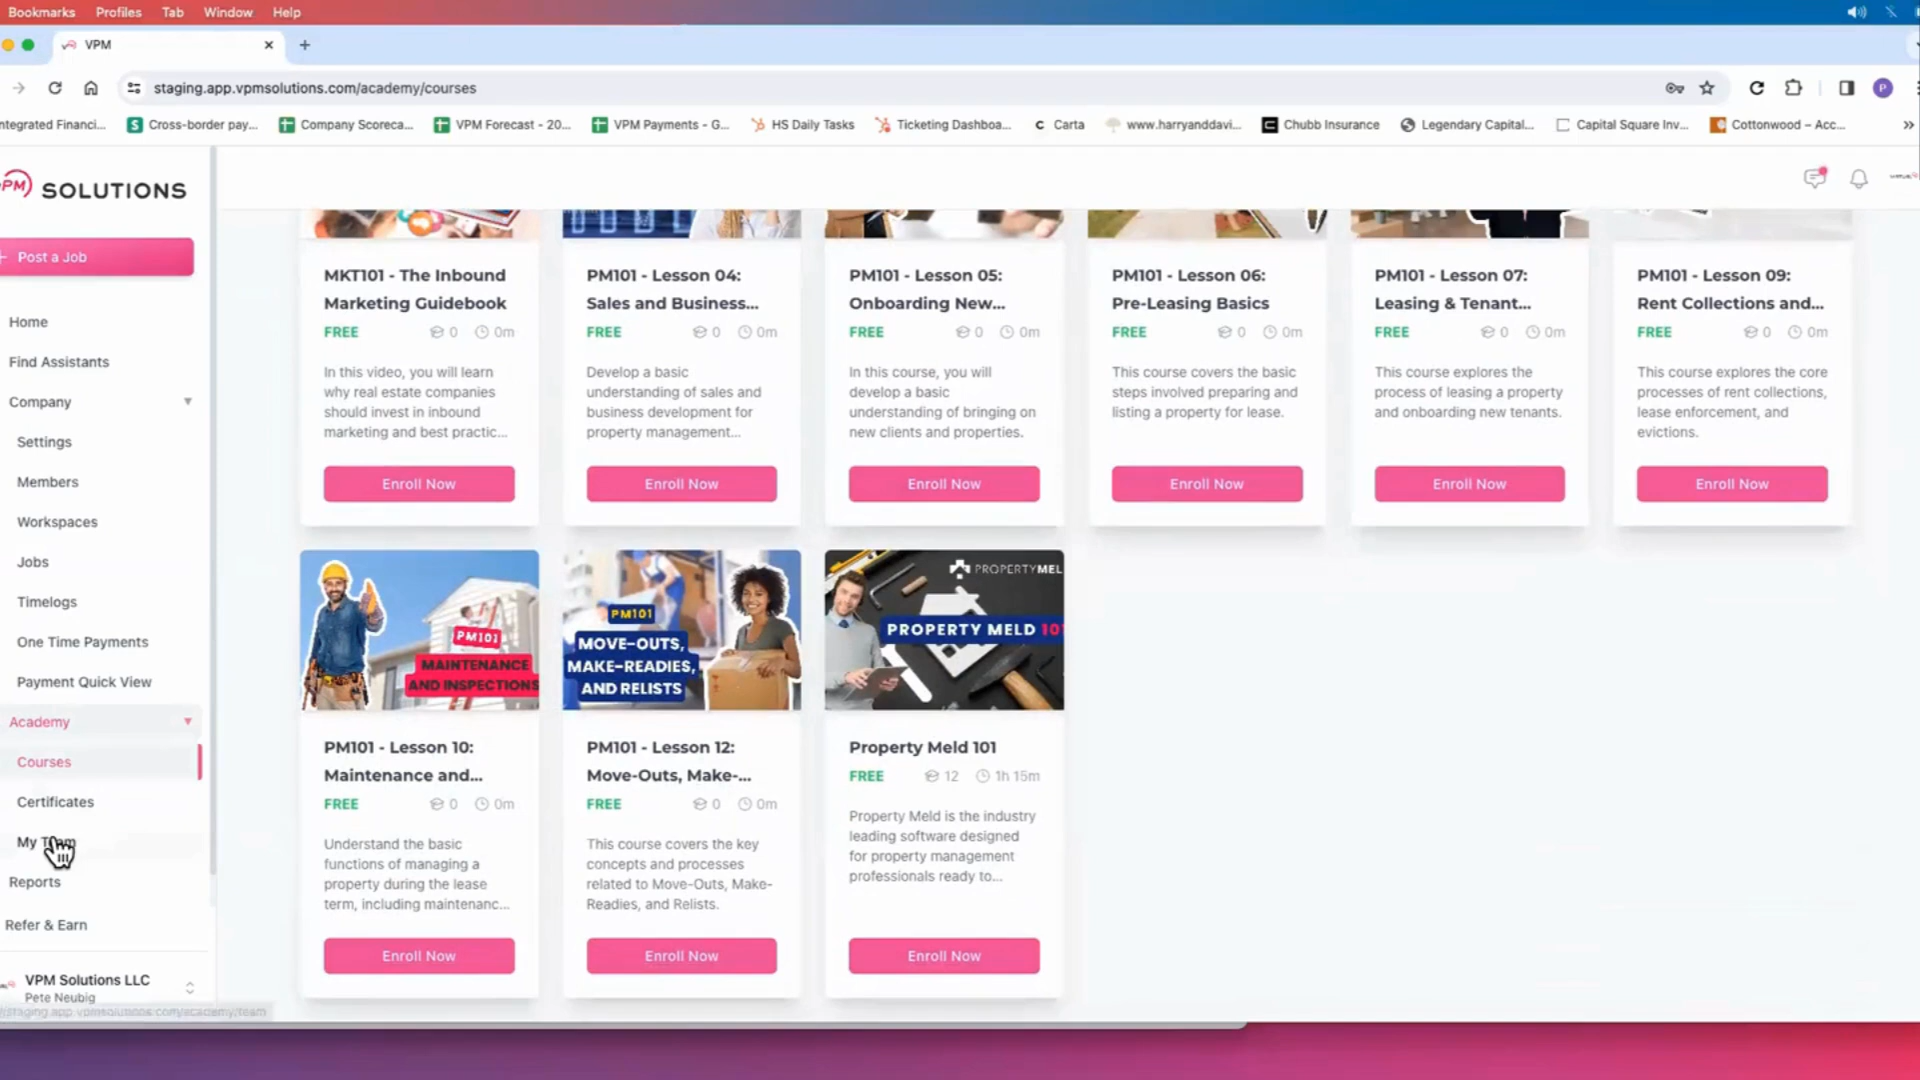 Bookmarks Profiles Tab Window Help
VPM
staging.app.vpmsolutions.com/academy/courses
P
ntegrated Financi... Cross-border pay... Company Scoreca... VPM Forecast - 20... VPM Payments - G... HS Daily Tasks Ticketing Dashboa... Carta www.harryanddavi... Chubb Insurance Legendary Capital... Capital Square Inv... Cottonwood – Acc...
PM SOLUTIONS
Post a Job
Home
Find Assistants
Company
Settings
Members
Workspaces
Jobs
Timelogs
One Time Payments
Payment Quick View
Academy
Courses
Certificates
My Team
Reports
Refer & Earn
VPM Solutions LLC
Pete Neubig
/staging.app.vpmsolutions.com/academy/team
MKT101 - The Inbound
Marketing Guidebook
FREE 0 0m
In this video, you will learn
why real estate companies
should invest in inbound
marketing and best practic...
Enroll Now
PM101 - Lesson 04:
Sales and Business...
FREE 0 0m
Develop a basic
understanding of sales and
business development for
property management...
Enroll Now
PM101 - Lesson 05:
Onboarding New...
FREE 0 0m
In this course, you will
develop a basic
understanding of bringing on
new clients and properties.
Enroll Now
PM101 - Lesson 06:
Pre-Leasing Basics
FREE 0 0m
This course covers the basic
steps involved preparing and
listing a property for lease.
Enroll Now
PM101 - Lesson 07:
Leasing & Tenant...
FREE 0 0m
This course explores the
process of leasing a property
and onboarding new tenants.
Enroll Now
PM101 - Lesson 09:
Rent Collections and...
FREE 0 0m
This course explores the core
processes of rent collections,
lease enforcement, and
evictions.
Enroll Now
PM101
MAINTENANCE
AND INSPECTIONS
PM101 - Lesson 10:
Maintenance and...
FREE 0 0m
Understand the basic
functions of managing a
property during the lease
term, including maintenanc...
Enroll Now
PM101
MOVE-OUTS,
MAKE-READIES,
AND RELISTS
PM101 - Lesson 12:
Move-Outs, Make-...
FREE 0 0m
This course covers the key
concepts and processes
related to Move-Outs, Make-
Readies, and Relists.
Enroll Now
PROPERTYMEL
PROPERTY MELD 101
Property Meld 101
FREE 12 1h 15m
Property Meld is the industry
leading software designed
for property management
professionals ready to...
Enroll Now